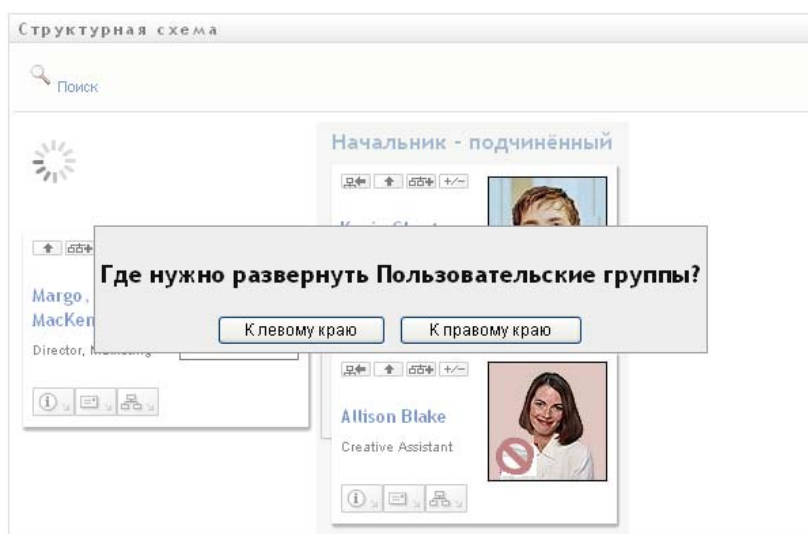 Структурная схема
Поиск
Начальник - подчинённый
Где нужно развернуть Пользовательские группы?
Margo,
К левому краю К правому краю
Director,
Allison Blake
Creative Assistant